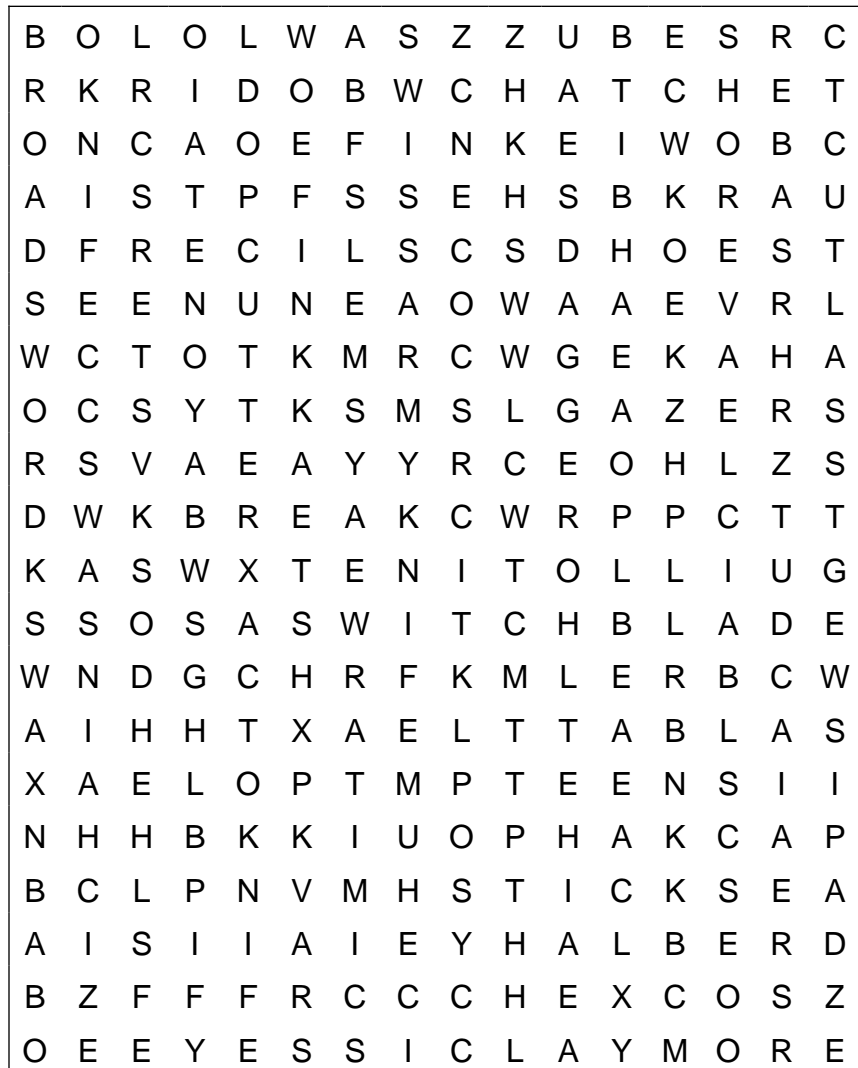 B O L O L W A S Z Z U B E S R C
R K R I D O B W C H A T C H E T
O N C A O E F I N K E I W O B C
A I S T P F S S E H S B K R A U
D F R E C I L S C S D H O E S T
S E E N U N E A O W A A E V R L
W C T O T K M R C W G E K A H A
O C S Y T K S M S L G A Z E R S
R S V A E A Y Y R C E O H L Z S
D W K B R E A K C W R P P C T T
K A S W X T E N I T O L L I U G
S S O S A S W I T C H B L A D E
W N D G C H R F K M L E R B C W
A I H H T X A E L T T A B L A S
X A E L O P T M P T E E N S I I
N H H B K K I U O P H A K C A P
B C L P N V M H S T I C K S E A
A I S I I A I E Y H A L B E R D
B Z F F F R C C C H E X C O S Z
O E E Y E S S I C L A Y M O R E